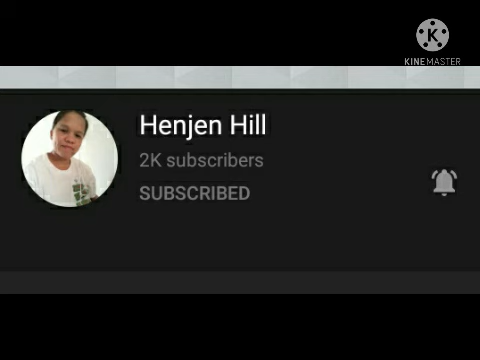 K
KINEMASTER
Henjen Hill
2K subscribers
SUBSCRIBED